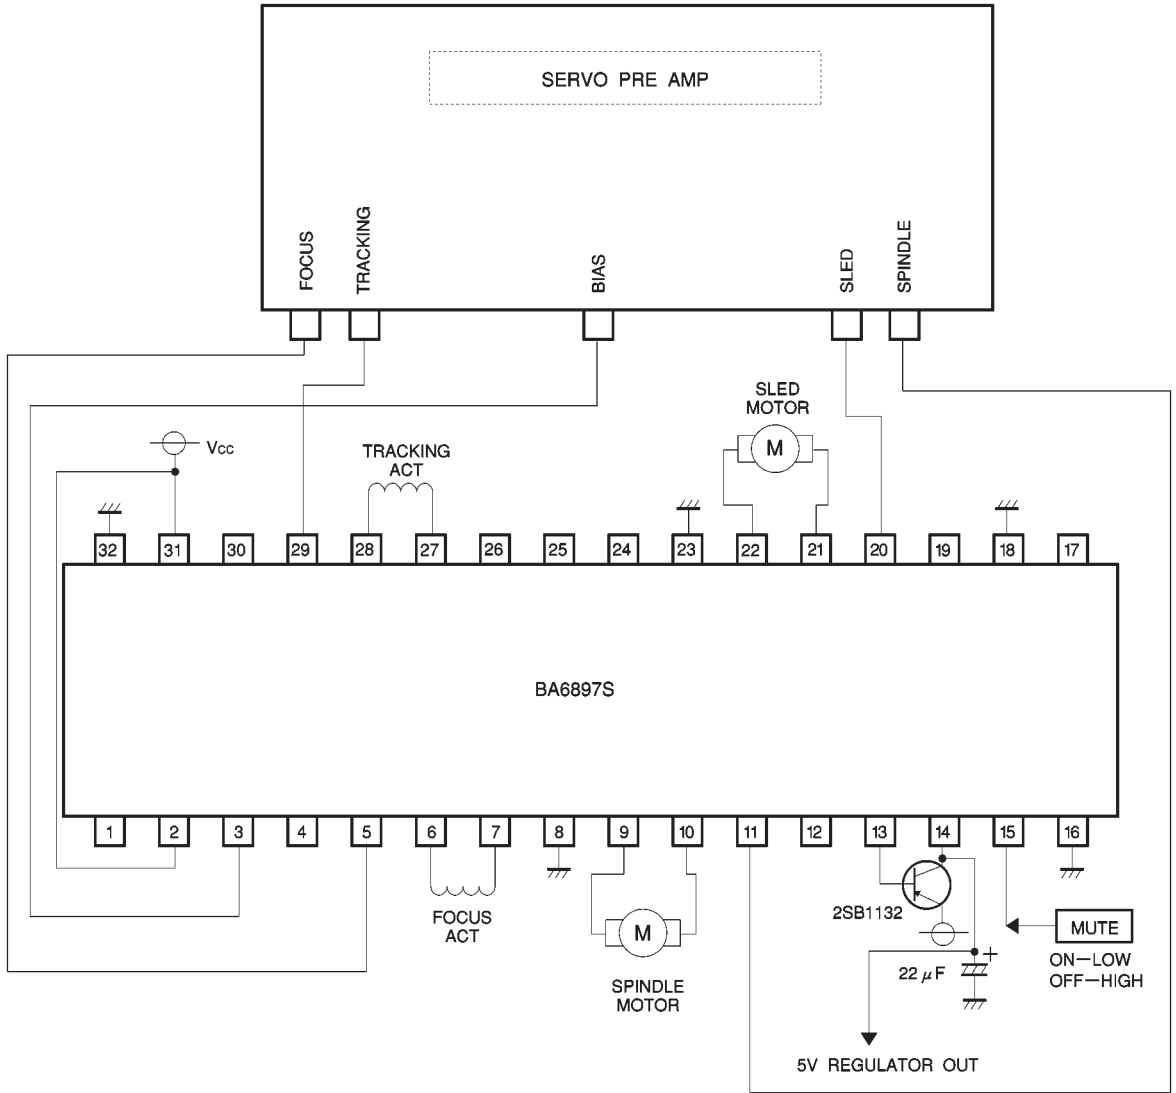 SERVO PRE AMP
FOCUS
TRACKING
BIAS
SLED
SPINDLE
SLED
MOTOR
M
VCC
TRACKING
ACT
32 31 30 29 28 27 26 25 24 23 22 21 20 19 18 17
BA6897S
1 2 3 4 5 6 7 8 9 10 11 12 13 14 15 16
FOCUS
ACT
M
SPINDLE
MOTOR
2SB1132
MUTE
ON−LOW
OFF−HIGH
+
22 μF
5V REGULATOR OUT